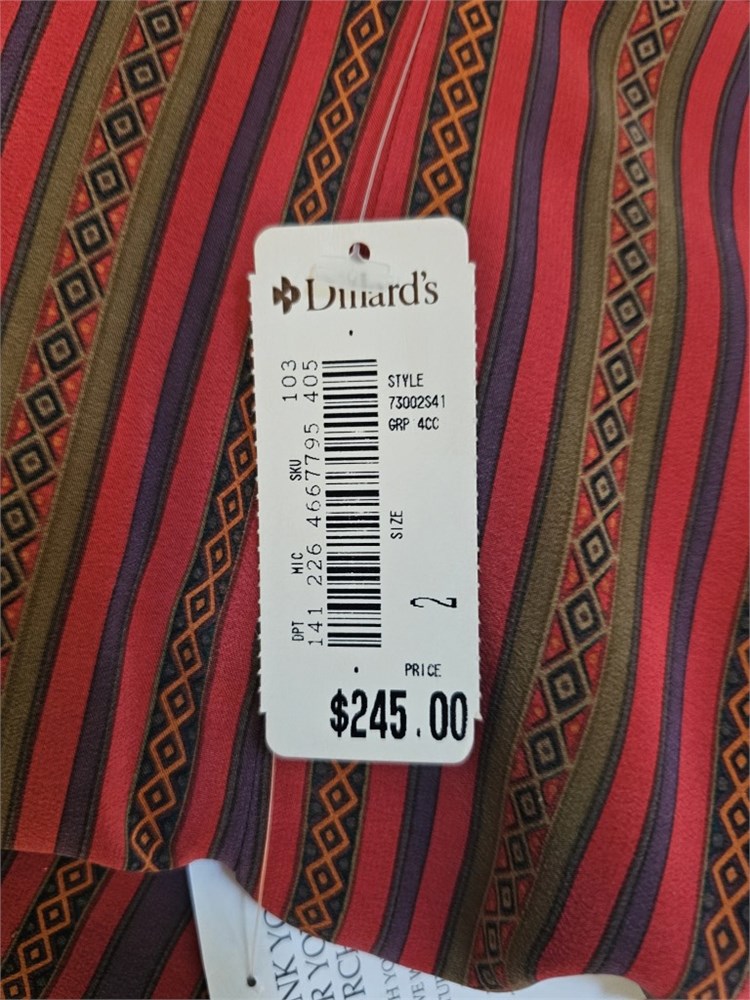 Dillard's
STYLE
73002S41
GRP 4CC
103
DPT MIC SKU
141 226 4667795 405
SIZE
2
PRICE
$245.00